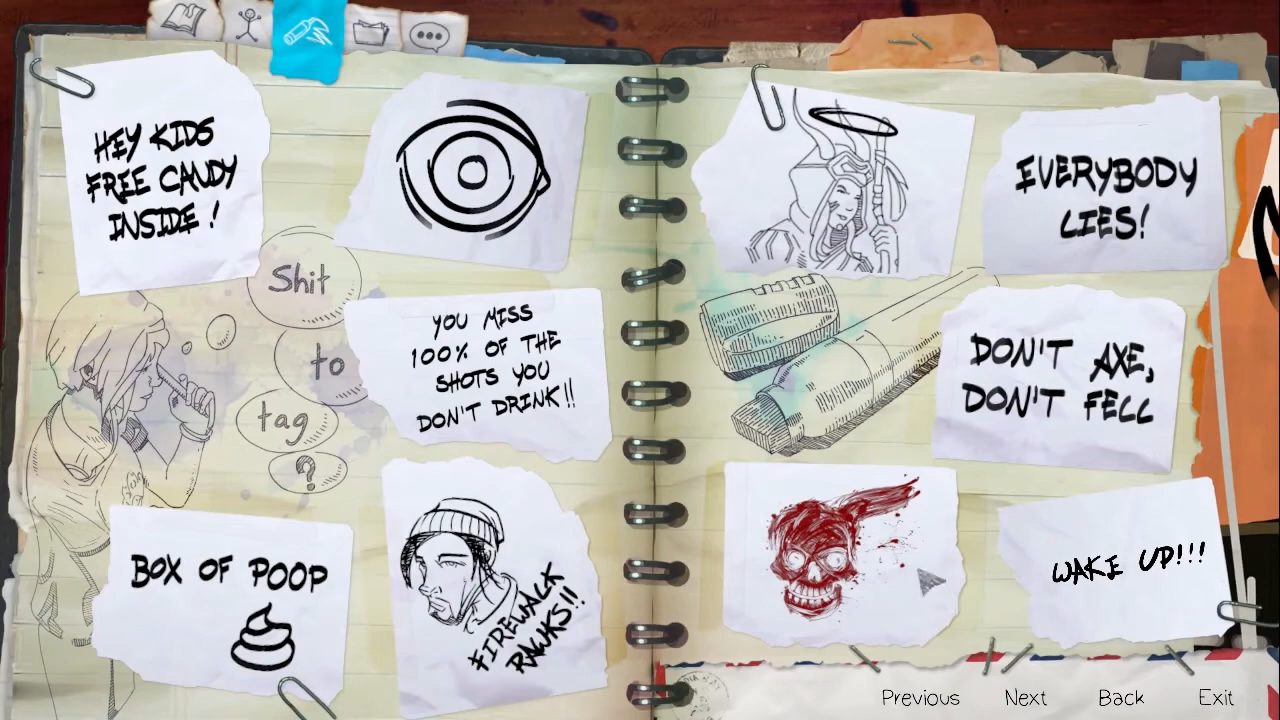 HEY KIDS
FREE CANDY
INSIDE!
Shit
to
tag
?
YOU MISS
100% OF THE
SHOTS YOU
DON'T DRINK!!
BOX OF POOP
FIREWALK
RAWKS!!
EVERYBODY
LIES!
DON'T AXE,
DON'T FELL
WAKE UP!!!
Previous
Next
Back
Exit